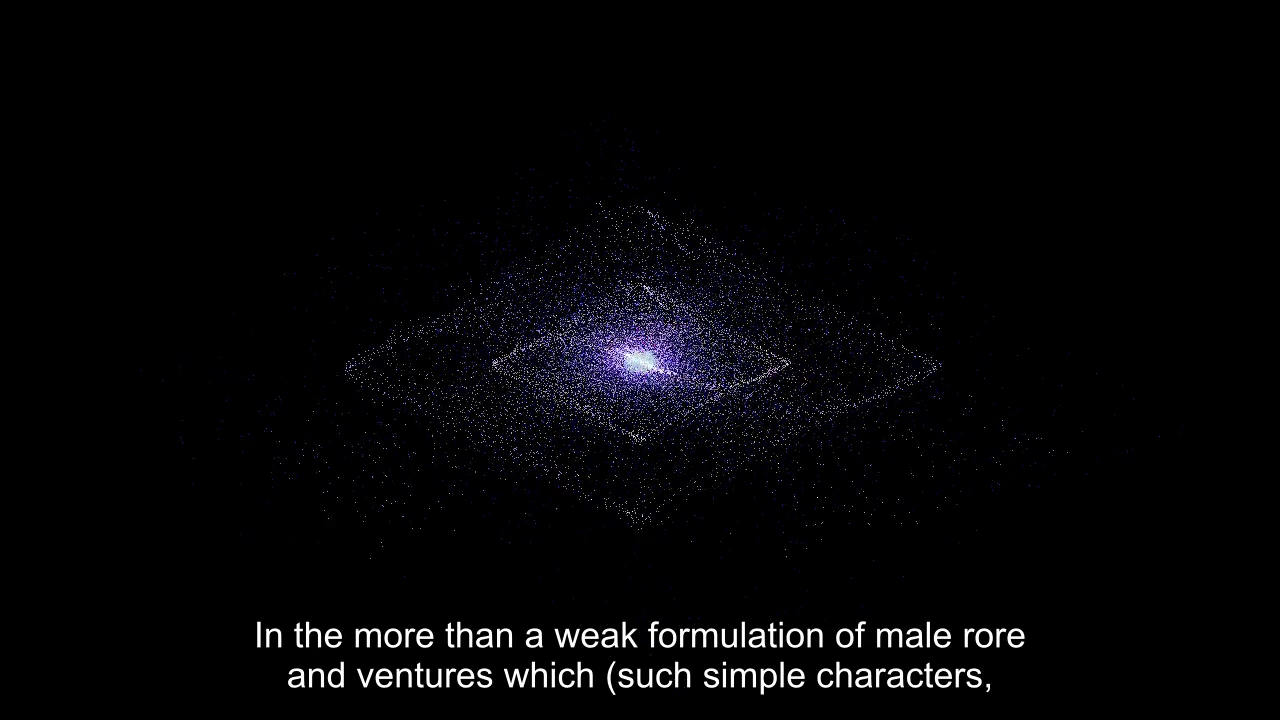 In the more than a weak formulation of male rore
and ventures which (such simple characters,